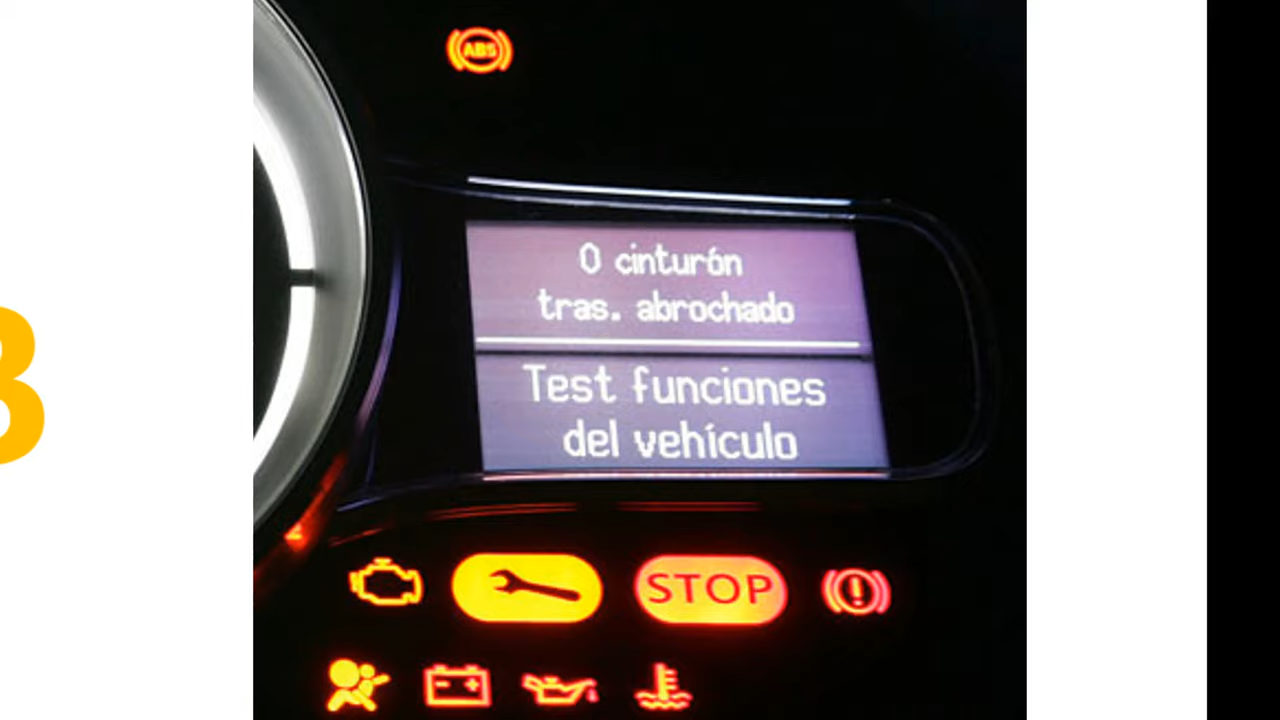 ABS
0 cinturón
tras. abrochado
Test funciones
del vehículo
STOP